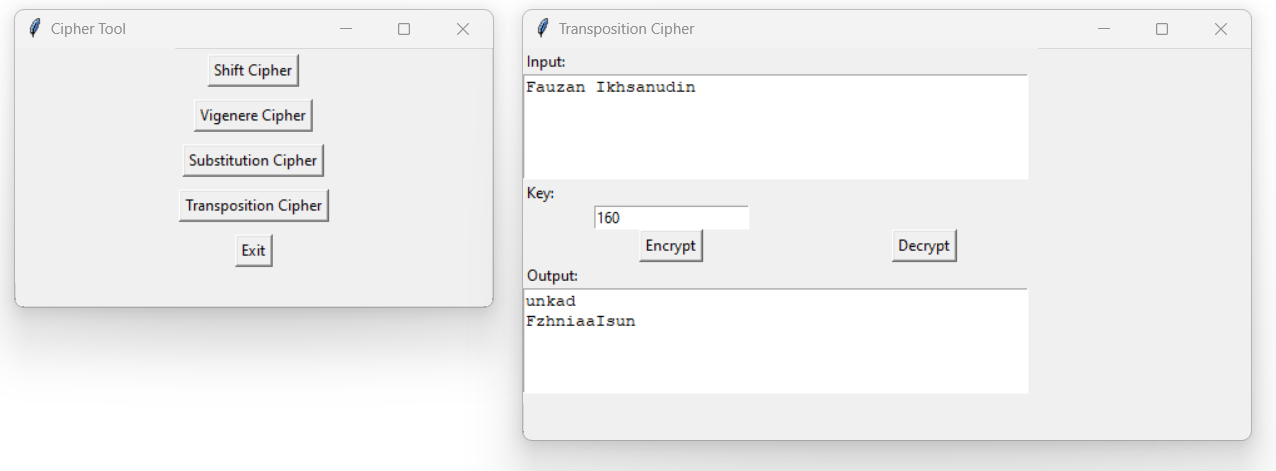 Cipher Tool
Shift Cipher
Vigenere Cipher
Substitution Cipher
Transposition Cipher
Exit
Transposition Cipher
Input:
Fauzan Ikhsanudin
Key:
160
Encrypt
Decrypt
Output:
unkad
FzhniaaIsun